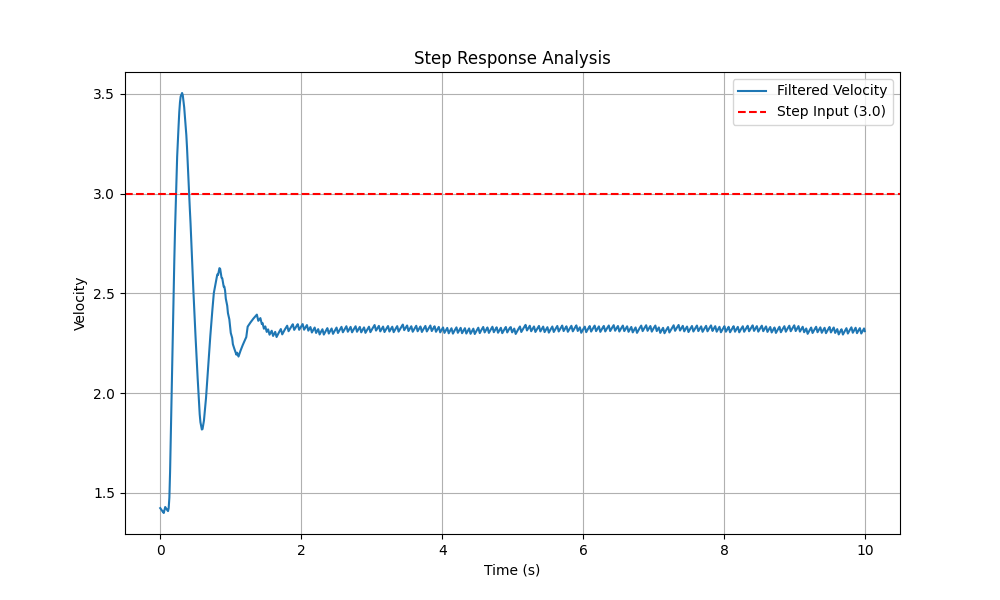 Step Response Analysis
Filtered Velocity
Step Input (3.0)
3.5
3.0
2.5
2.0
1.5
Velocity
0 2 4 6 8 10
Time (s)